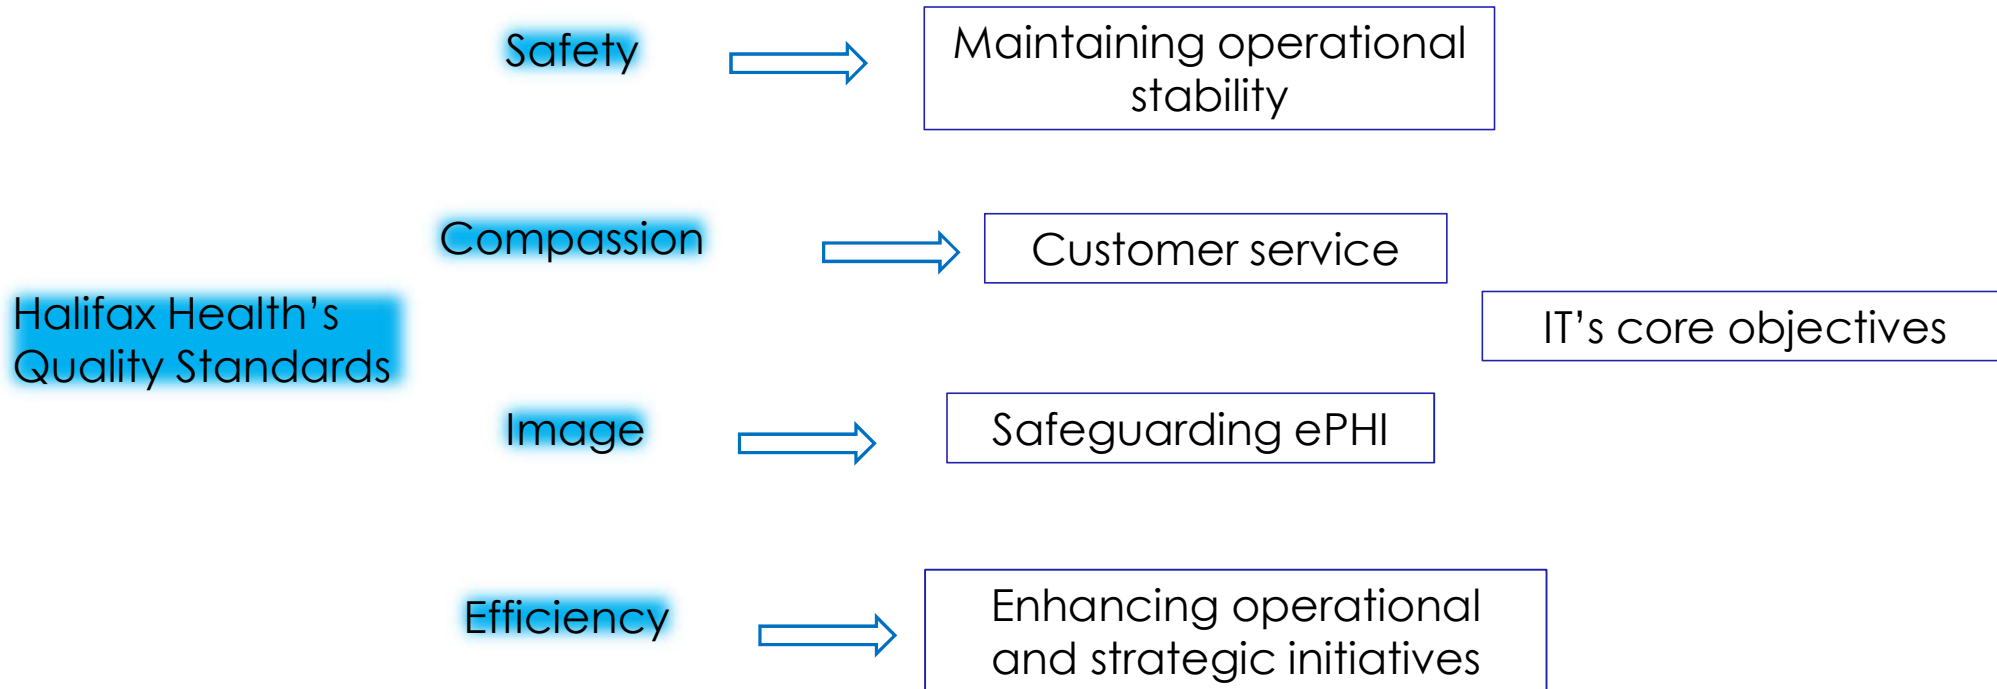 Safety
Maintaining operational
stability
Compassion
Customer service
Halifax Health’s
Quality Standards
IT’s core objectives
Image
Safeguarding ePHI
Efficiency
Enhancing operational
and strategic initiatives